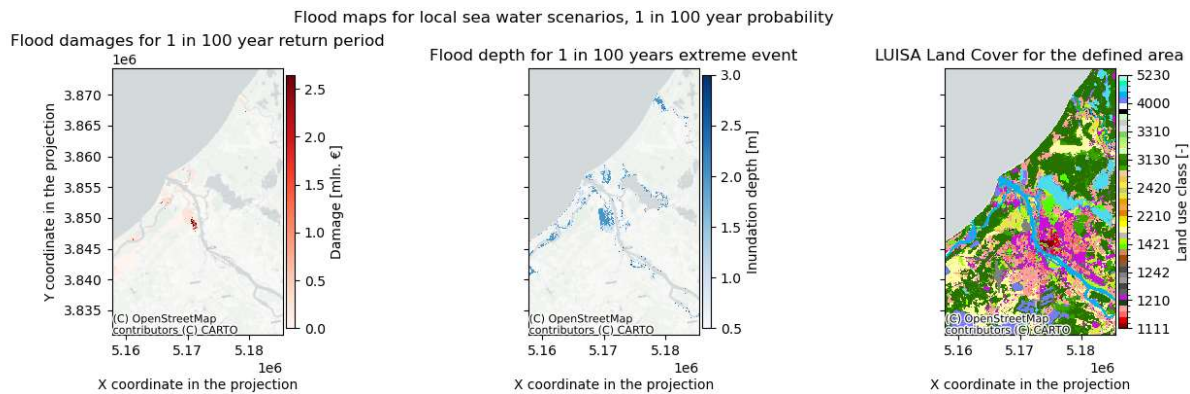 Flood maps for local sea water scenarios, 1 in 100 year probability
Flood damages for 1 in 100 year return period
1e6
3.870
3.865
3.860
3.855
3.850
3.845
3.840
3.835
Y coordinate in the projection
(C) OpenStreetMap
contributors (C) CARTO
5.16 5.17 5.18
1e6
X coordinate in the projection
2.5
2.0
1.5
1.0
0.5
0.0
Damage [mln. €]
Flood depth for 1 in 100 years extreme event
(C) OpenStreetMap
contributors (C) CARTO
5.16 5.17 5.18
1e6
X coordinate in the projection
3.0
2.5
2.0
1.5
1.0
0.5
Inundation depth [m]
LUISA Land Cover for the defined area
(C) OpenStreetMap
contributors (C) CARTO
5.16 5.17 5.18
1e6
X coordinate in the projection
5230
4000
3310
3130
2420
2210
1421
1242
1210
1111
Land use class [-]